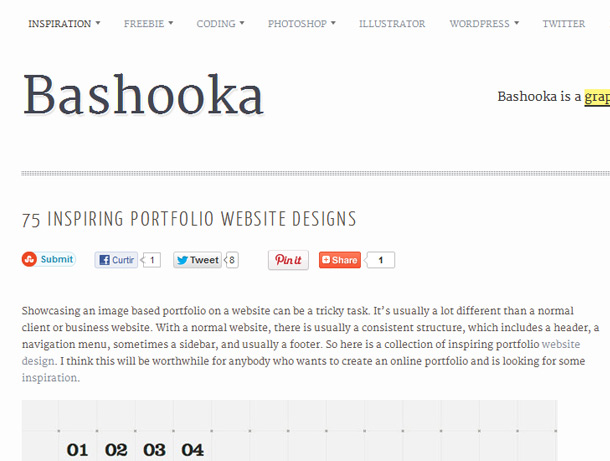 INSPIRATION FREEBIE CODING PHOTOSHOP ILLUSTRATOR WORDPRESS TWITTER
Bashooka
Bashooka is a grap
75 INSPIRING PORTFOLIO WEBSITE DESIGNS
Submit Curtir 1 Tweet 8 Pin it Share 1
Showcasing an image based portfolio on a website can be a tricky task. It's usually a lot different than a normal
client or business website. With a normal website, there is usually a consistent structure, which includes a header, a
navigation menu, sometimes a sidebar, and usually a footer. So here is a collection of inspiring portfolio website
design. I think this will be worthwhile for anybody who wants to create an online portfolio and is looking for some
inspiration.
01 02 03 04